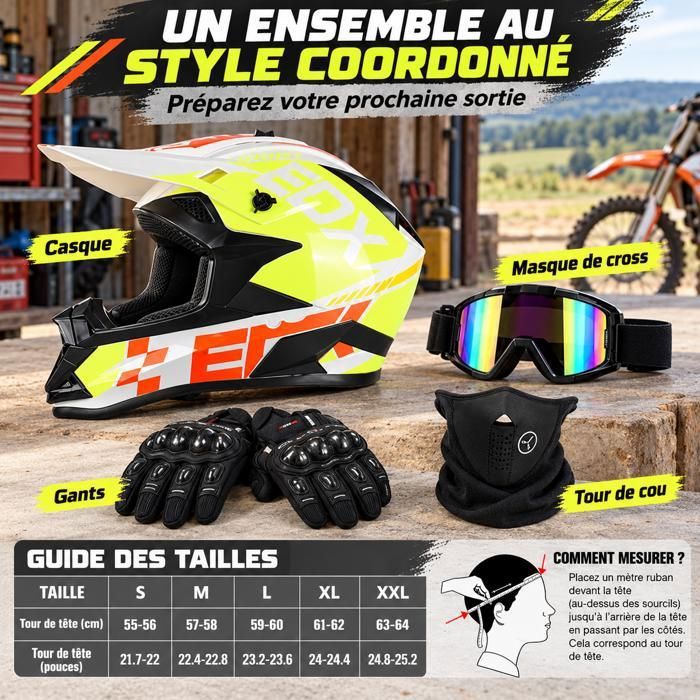 UN ENSEMBLE AU
STYLE COORDONNÉ
Préparez votre prochaine sortie
EDX
Casque
Masque de cross
Gants
Tour de cou
GUIDE DES TAILLES
TAILLE S M L XL XXL
Tour de tête (cm) 55-56 57-58 59-60 61-62 63-64
Tour de tête (pouces) 21.7-22 22.4-22.8 23.2-23.6 24-24.4 24.8-25.2
COMMENT MESURER ?
Placez un mètre ruban
devant la tête
(au-dessus des sourcils)
jusqu'à l'arrière de la tête
en passant par les côtés.
Cela correspond au tour
de tête.